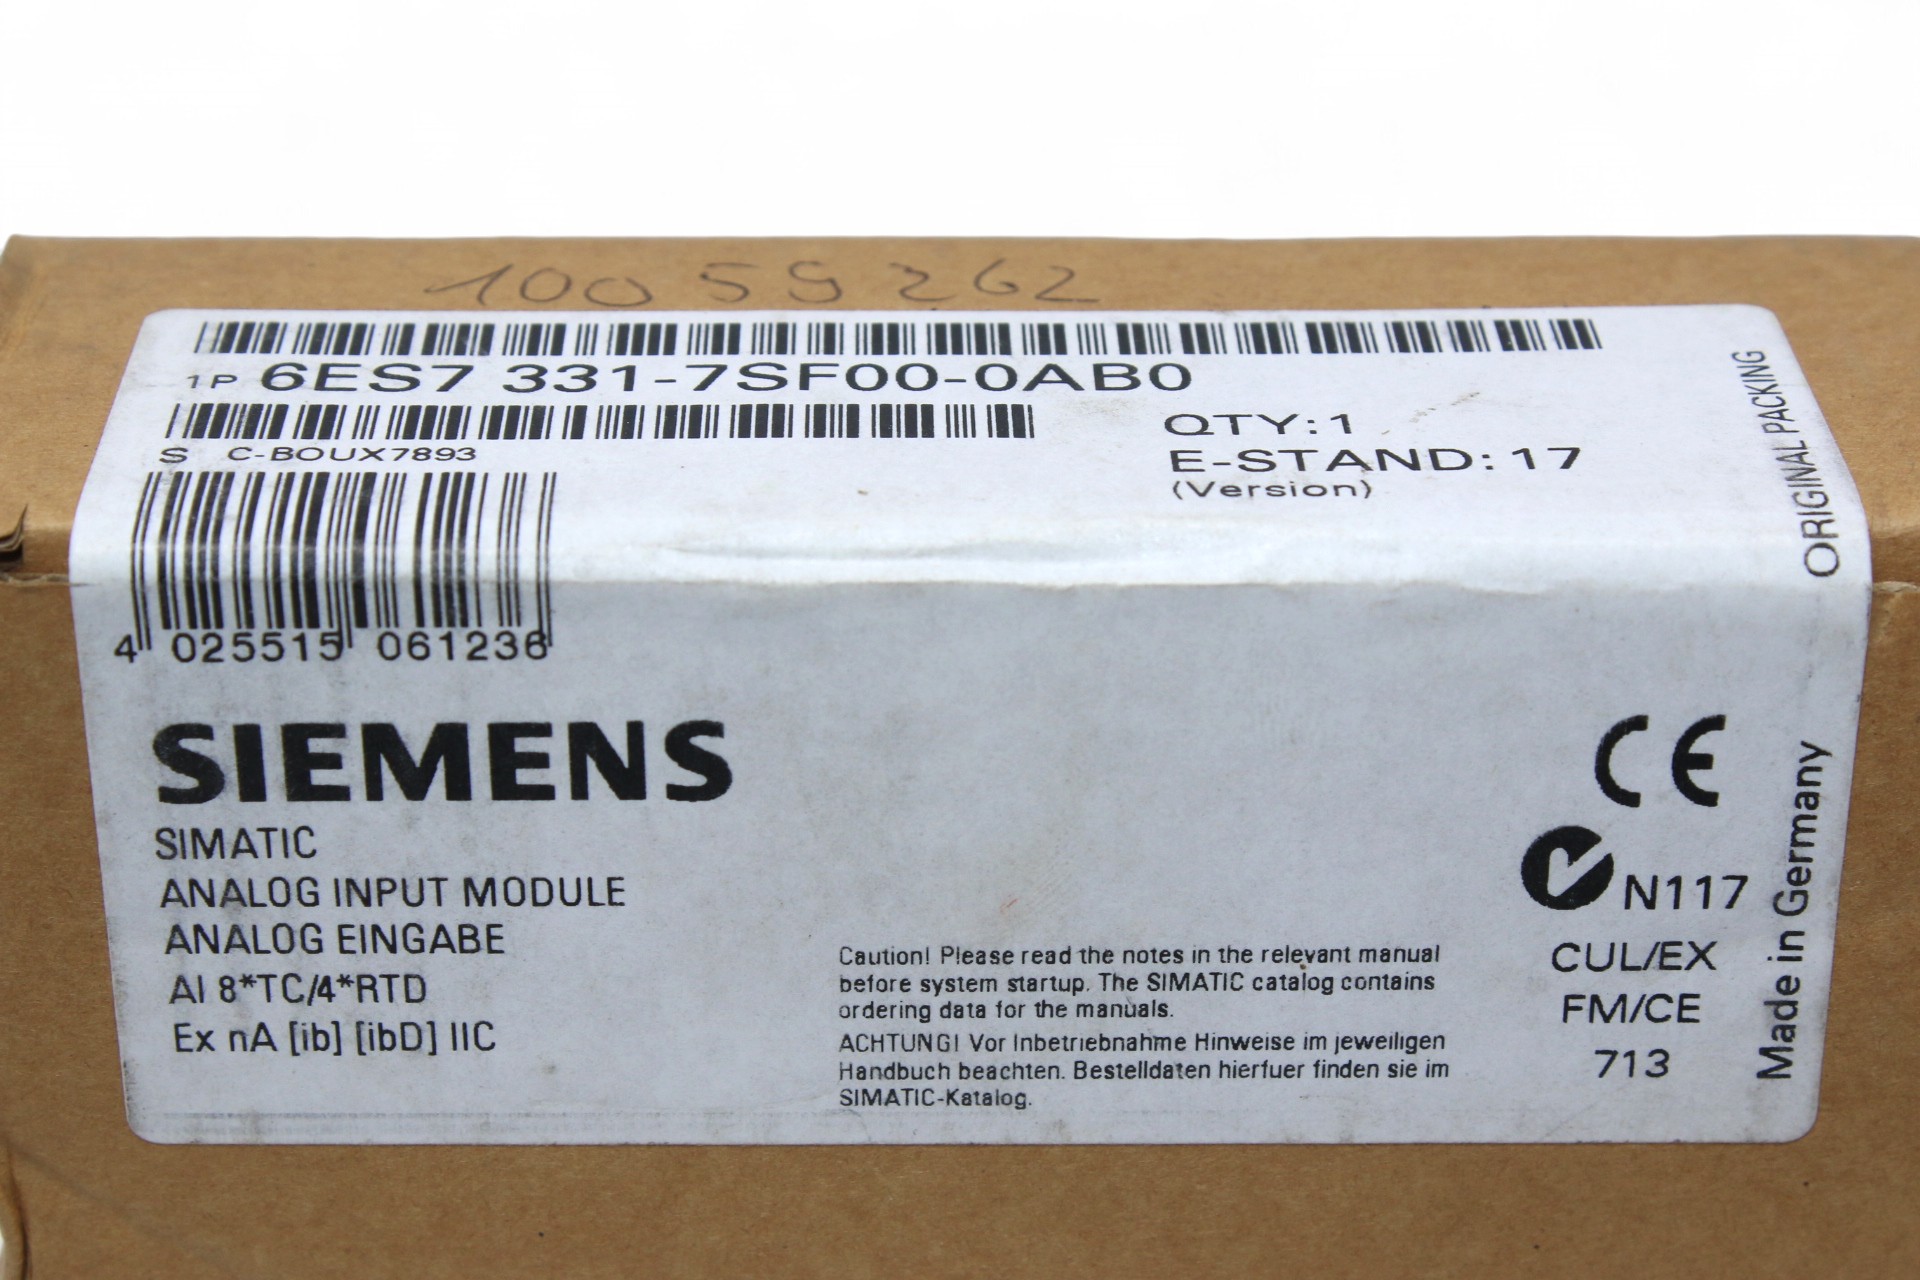 10059262
1P 6ES7 331-7SF00-0AB0
S C-BOUX7893
QTY:1
E-STAND:17
(Version)
ORIGINAL PACKING
4 025515 061236
SIEMENS
SIMATIC
ANALOG INPUT MODULE
ANALOG EINGABE
AI 8*TC/4*RTD
Ex nA [ib] [ibD] IIC
Caution! Please read the notes in the relevant manual
before system startup. The SIMATIC catalog contains
ordering data for the manuals.
ACHTUNG! Vor Inbetriebnahme Hinweise im jeweiligen
Handbuch beachten. Bestelldaten hierfuer finden sie im
SIMATIC-Katalog.
CE
N117
CUL/EX
FM/CE
713
Made in Germany